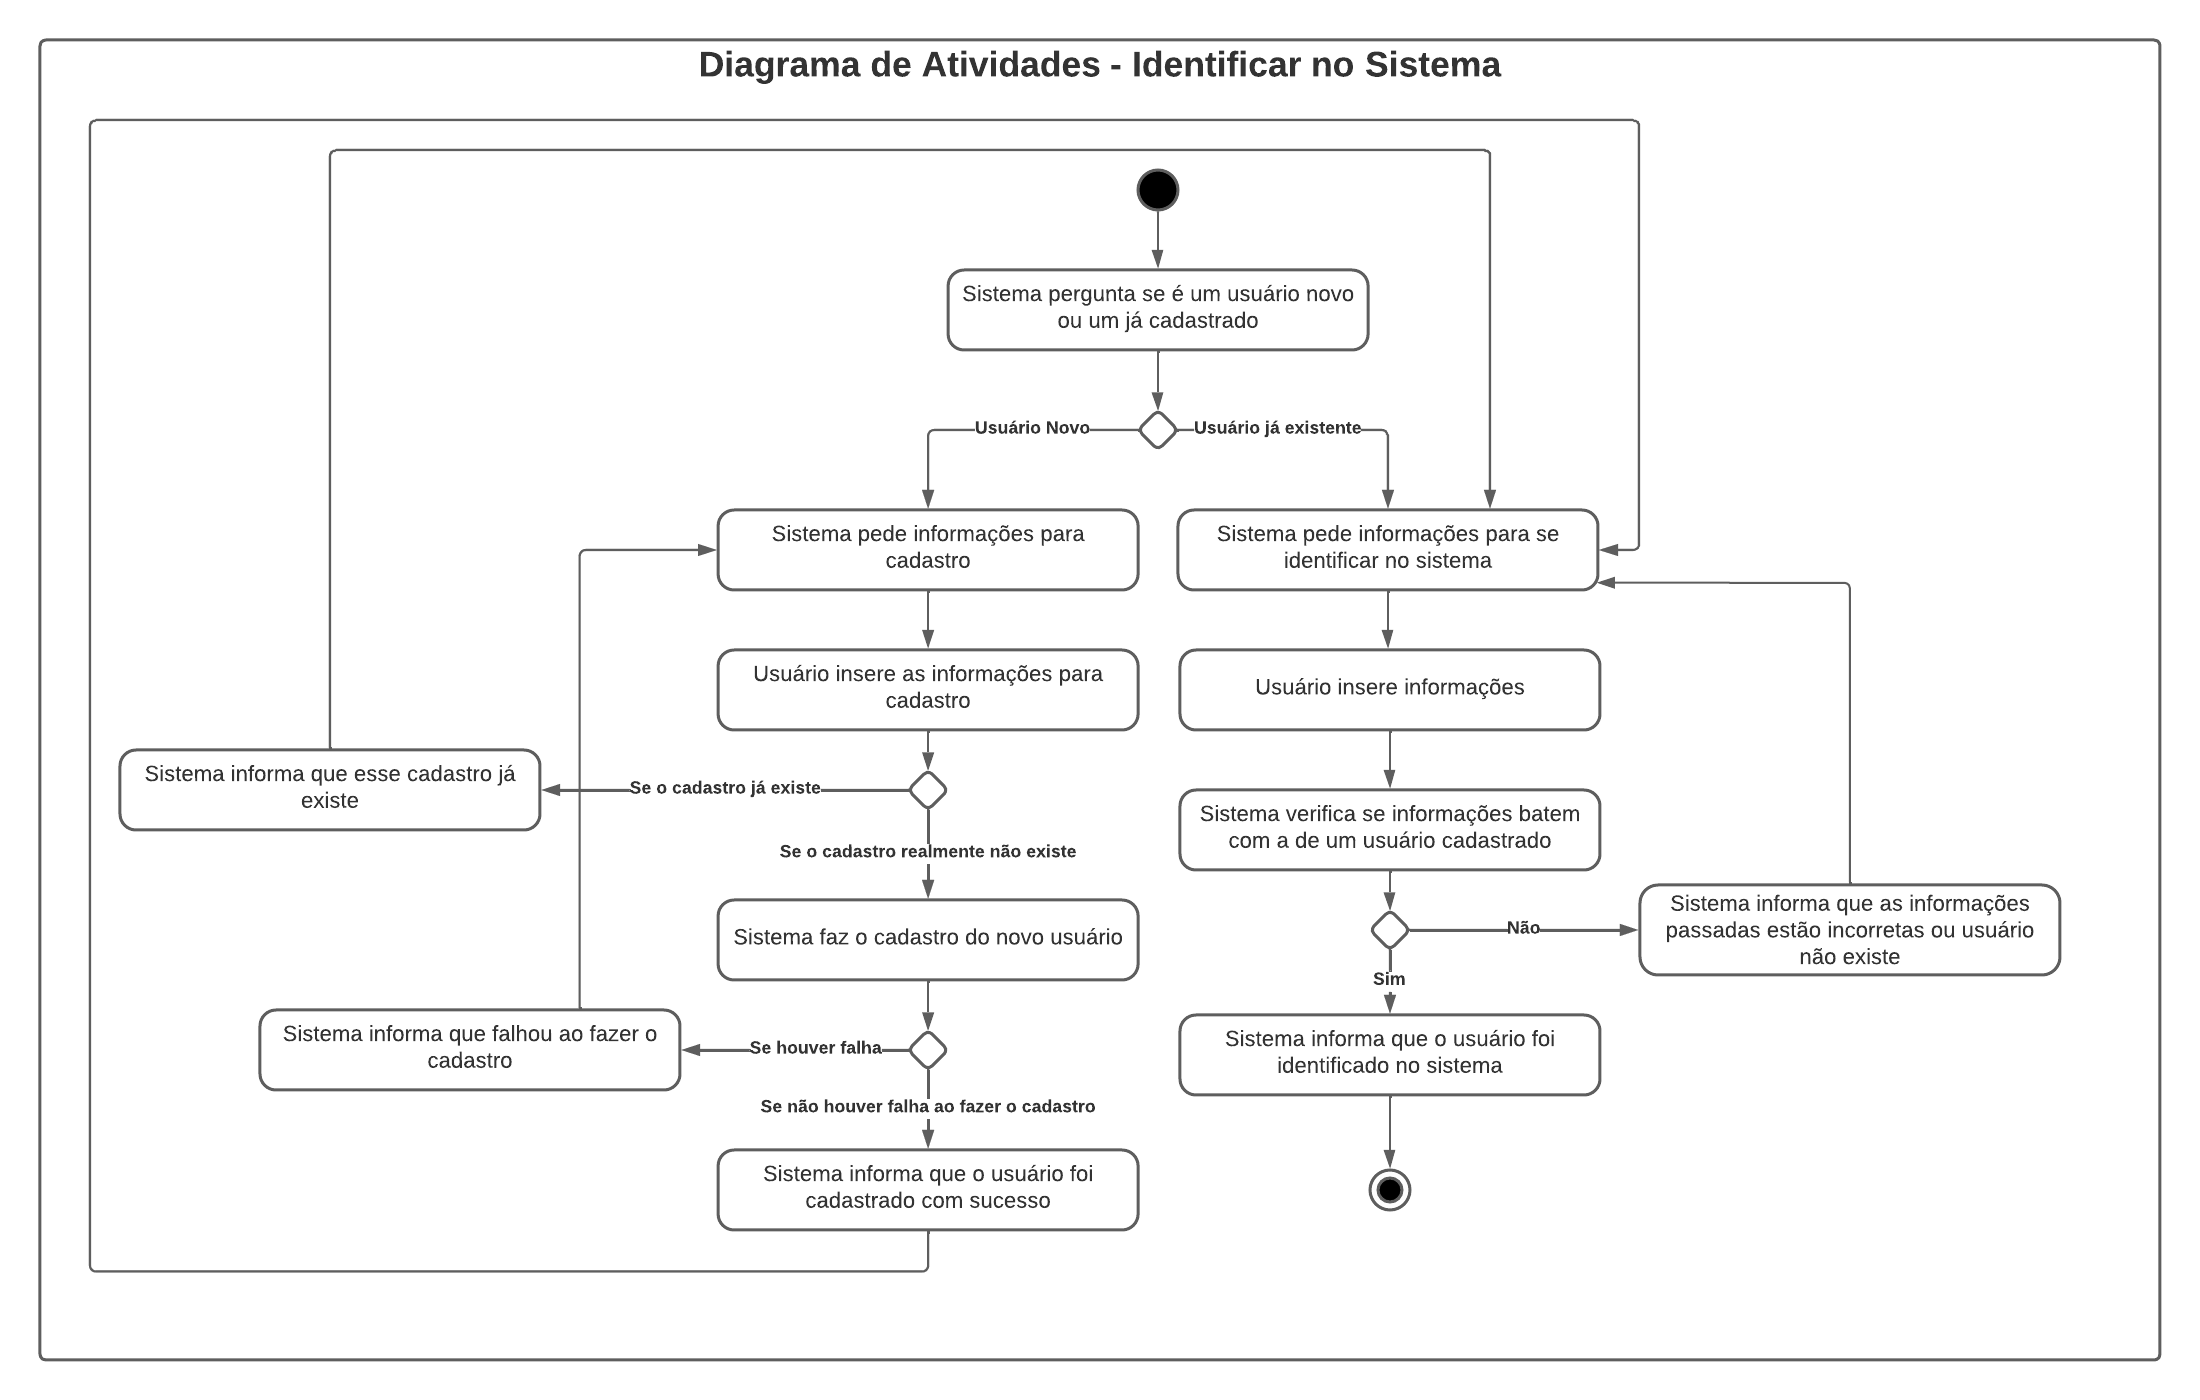 Diagrama de Atividades - Identificar no Sistema
Sistema pergunta se é um usuário novo
ou um já cadastrado
Usuário Novo
Usuário já existente
Sistema pede informações para
cadastro
Sistema pede informações para se
identificar no sistema
Usuário insere as informações para
cadastro
Usuário insere informações
Sistema informa que esse cadastro já
existe
Se o cadastro já existe
Sistema verifica se informações batem
com a de um usuário cadastrado
Se o cadastro realmente não existe
Sistema faz o cadastro do novo usuário
Não
Sistema informa que as informações
passadas estão incorretas ou usuário
não existe
Sim
Sistema informa que falhou ao fazer o
cadastro
Se houver falha
Sistema informa que o usuário foi
identificado no sistema
Se não houver falha ao fazer o cadastro
Sistema informa que o usuário foi
cadastrado com sucesso